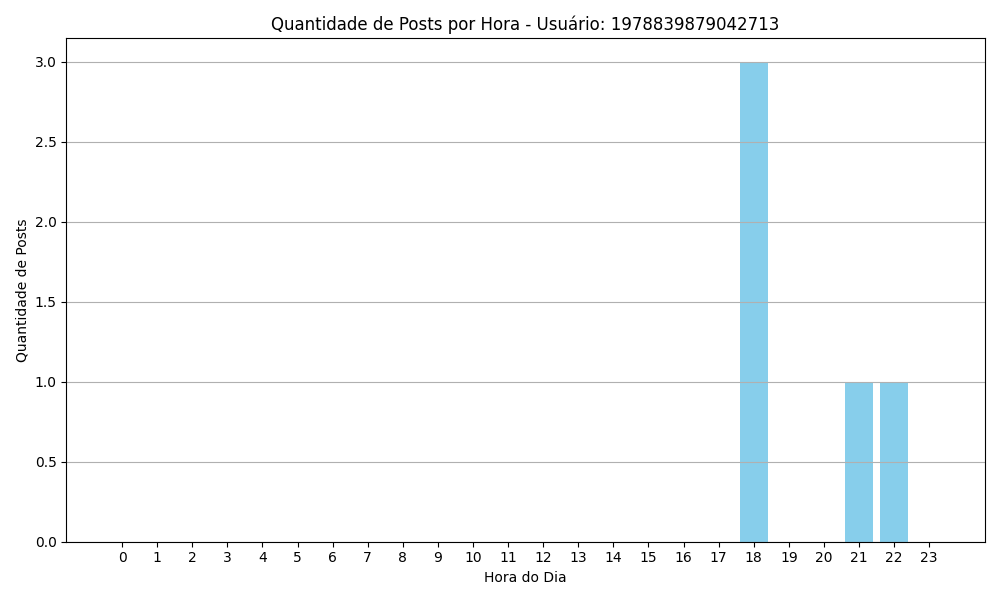 Quantidade de Posts por Hora - Usuário: 1978839879042713
Quantidade de Posts
3.0
2.5
2.0
1.5
1.0
0.5
0.0
0 1 2 3 4 5 6 7 8 9 10 11 12 13 14 15 16 17 18 19 20 21 22 23
Hora do Dia